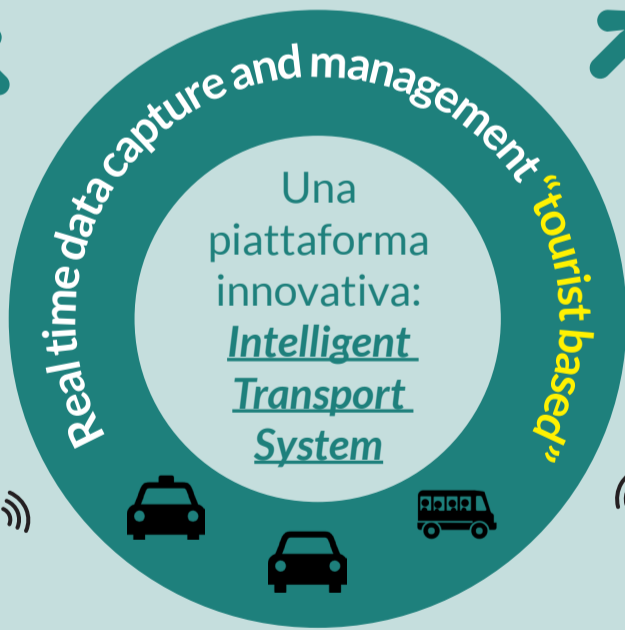 Real time data capture and management “tourist based“
Una
piattaforma
innovativa:
Intelligent
Transport
System